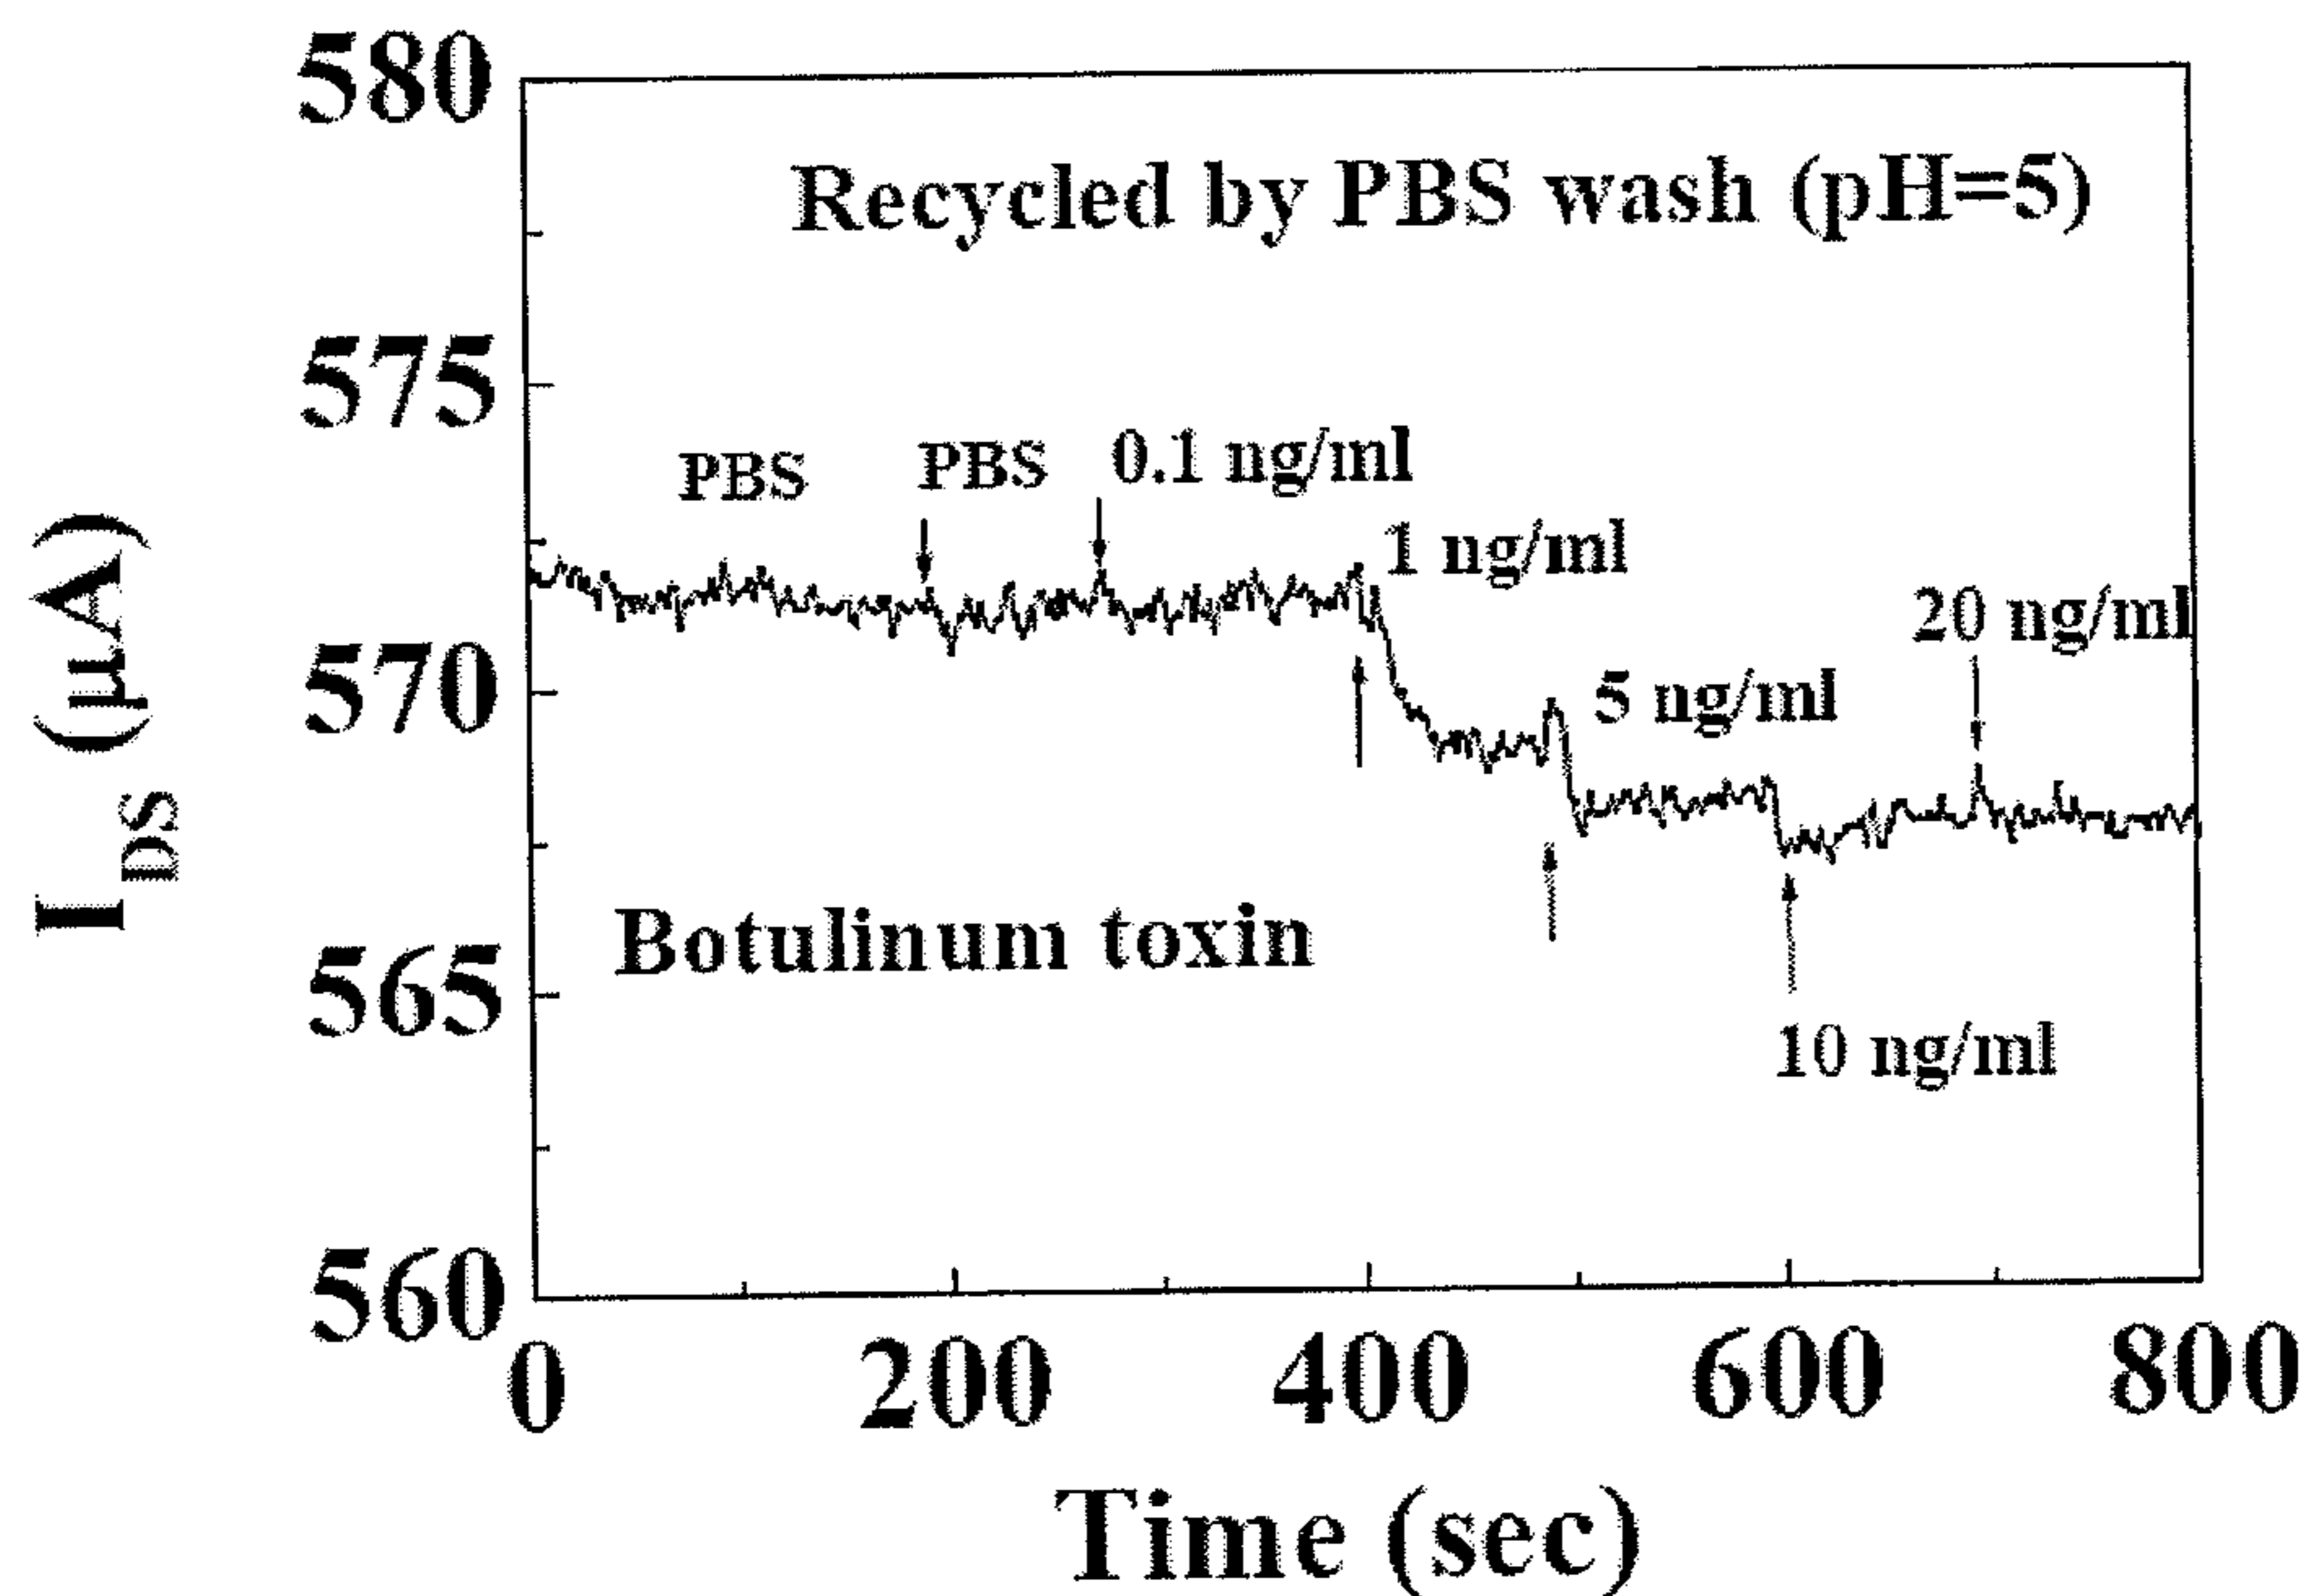 580
Recycled by PBS wash (pH=5)
575
PBS
PBS
0.1 ng/ml
1 ng/ml
20 ng/ml
570
5 ng/ml
I_DS (µA)
Botulinum toxin
565
10 ng/ml
560
0
200
400
600
800
Time (sec)